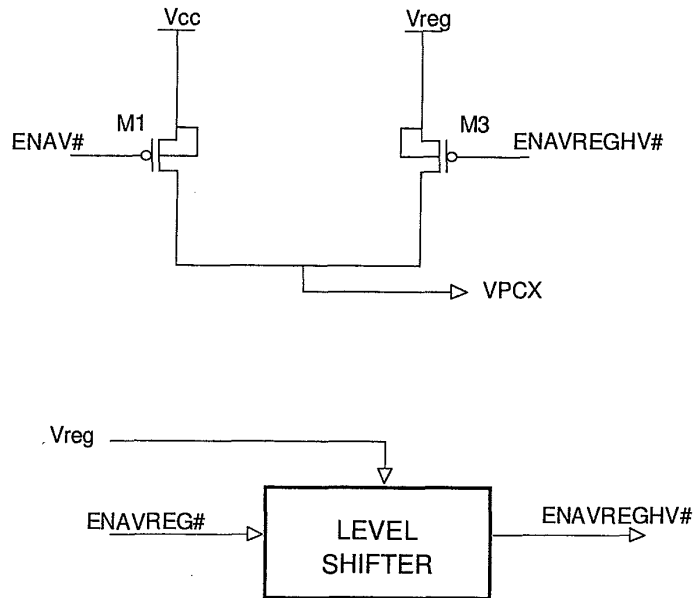 Vcc
Vreg
M1
M3
ENAV#
ENAVREGHV#
VPCX
Vreg
ENAVREG#
LEVEL
SHIFTER
ENAVREGHV#